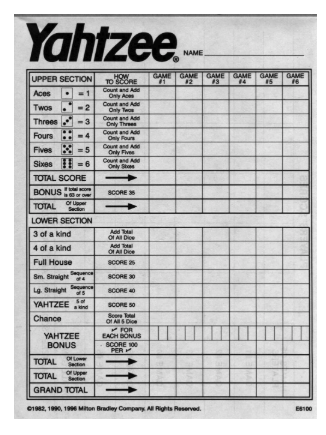 Yahtzee® NAME
UPPER SECTION HOW TO SCORE GAME #1 GAME #2 GAME #3 GAME #4 GAME #5 GAME #6
Aces = 1 Count and Add Only Aces
Twos = 2 Count and Add Only Twos
Threes = 3 Count and Add Only Threes
Fours = 4 Count and Add Only Fours
Fives = 5 Count and Add Only Fives
Sixes = 6 Count and Add Only Sixes
TOTAL SCORE
BONUS If total score is 63 or over SCORE 35
TOTAL Of Upper Section
LOWER SECTION
3 of a kind Add Total Of All Dice
4 of a kind Add Total Of All Dice
Full House SCORE 25
Sm. Straight Sequence of 4 SCORE 30
Lg. Straight Sequence of 5 SCORE 40
YAHTZEE 5 of a kind SCORE 50
Chance Score Total Of All 5 Dice
YAHTZEE BONUS ✓ FOR EACH BONUS
SCORE 100 PER ✓
TOTAL Of Lower Section
TOTAL Of Upper Section
GRAND TOTAL
©1982, 1990, 1996 Milton Bradley Company. All Rights Reserved. E6100